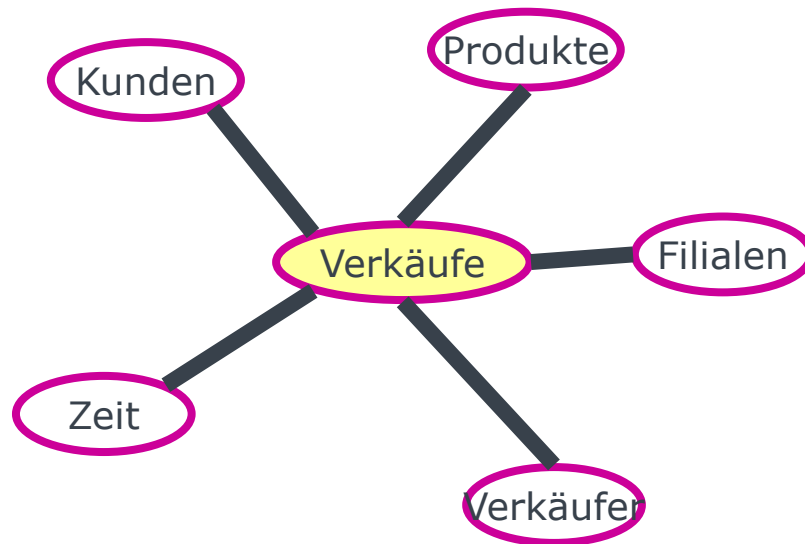 Produkte
Kunden
Verkäufe
Filialen
Zeit
Verkäufer